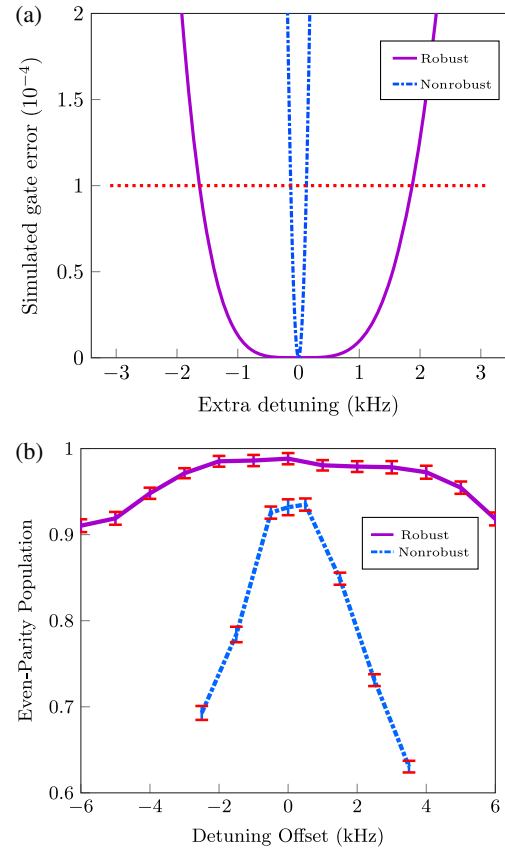 (a)
2
1.5
1
0.5
0
Simulated gate error (10⁻⁴)
Robust
Nonrobust
−3 −2 −1 0 1 2 3
Extra detuning (kHz)
(b)
1
0.9
0.8
0.7
0.6
Even-Parity Population
Robust
Nonrobust
−6 −4 −2 0 2 4 6
Detuning Offset (kHz)